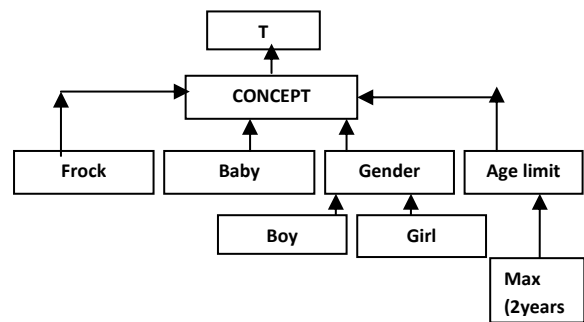 T
CONCEPT
Frock
Baby
Gender
Age limit
Boy
Girl
Max
(2years